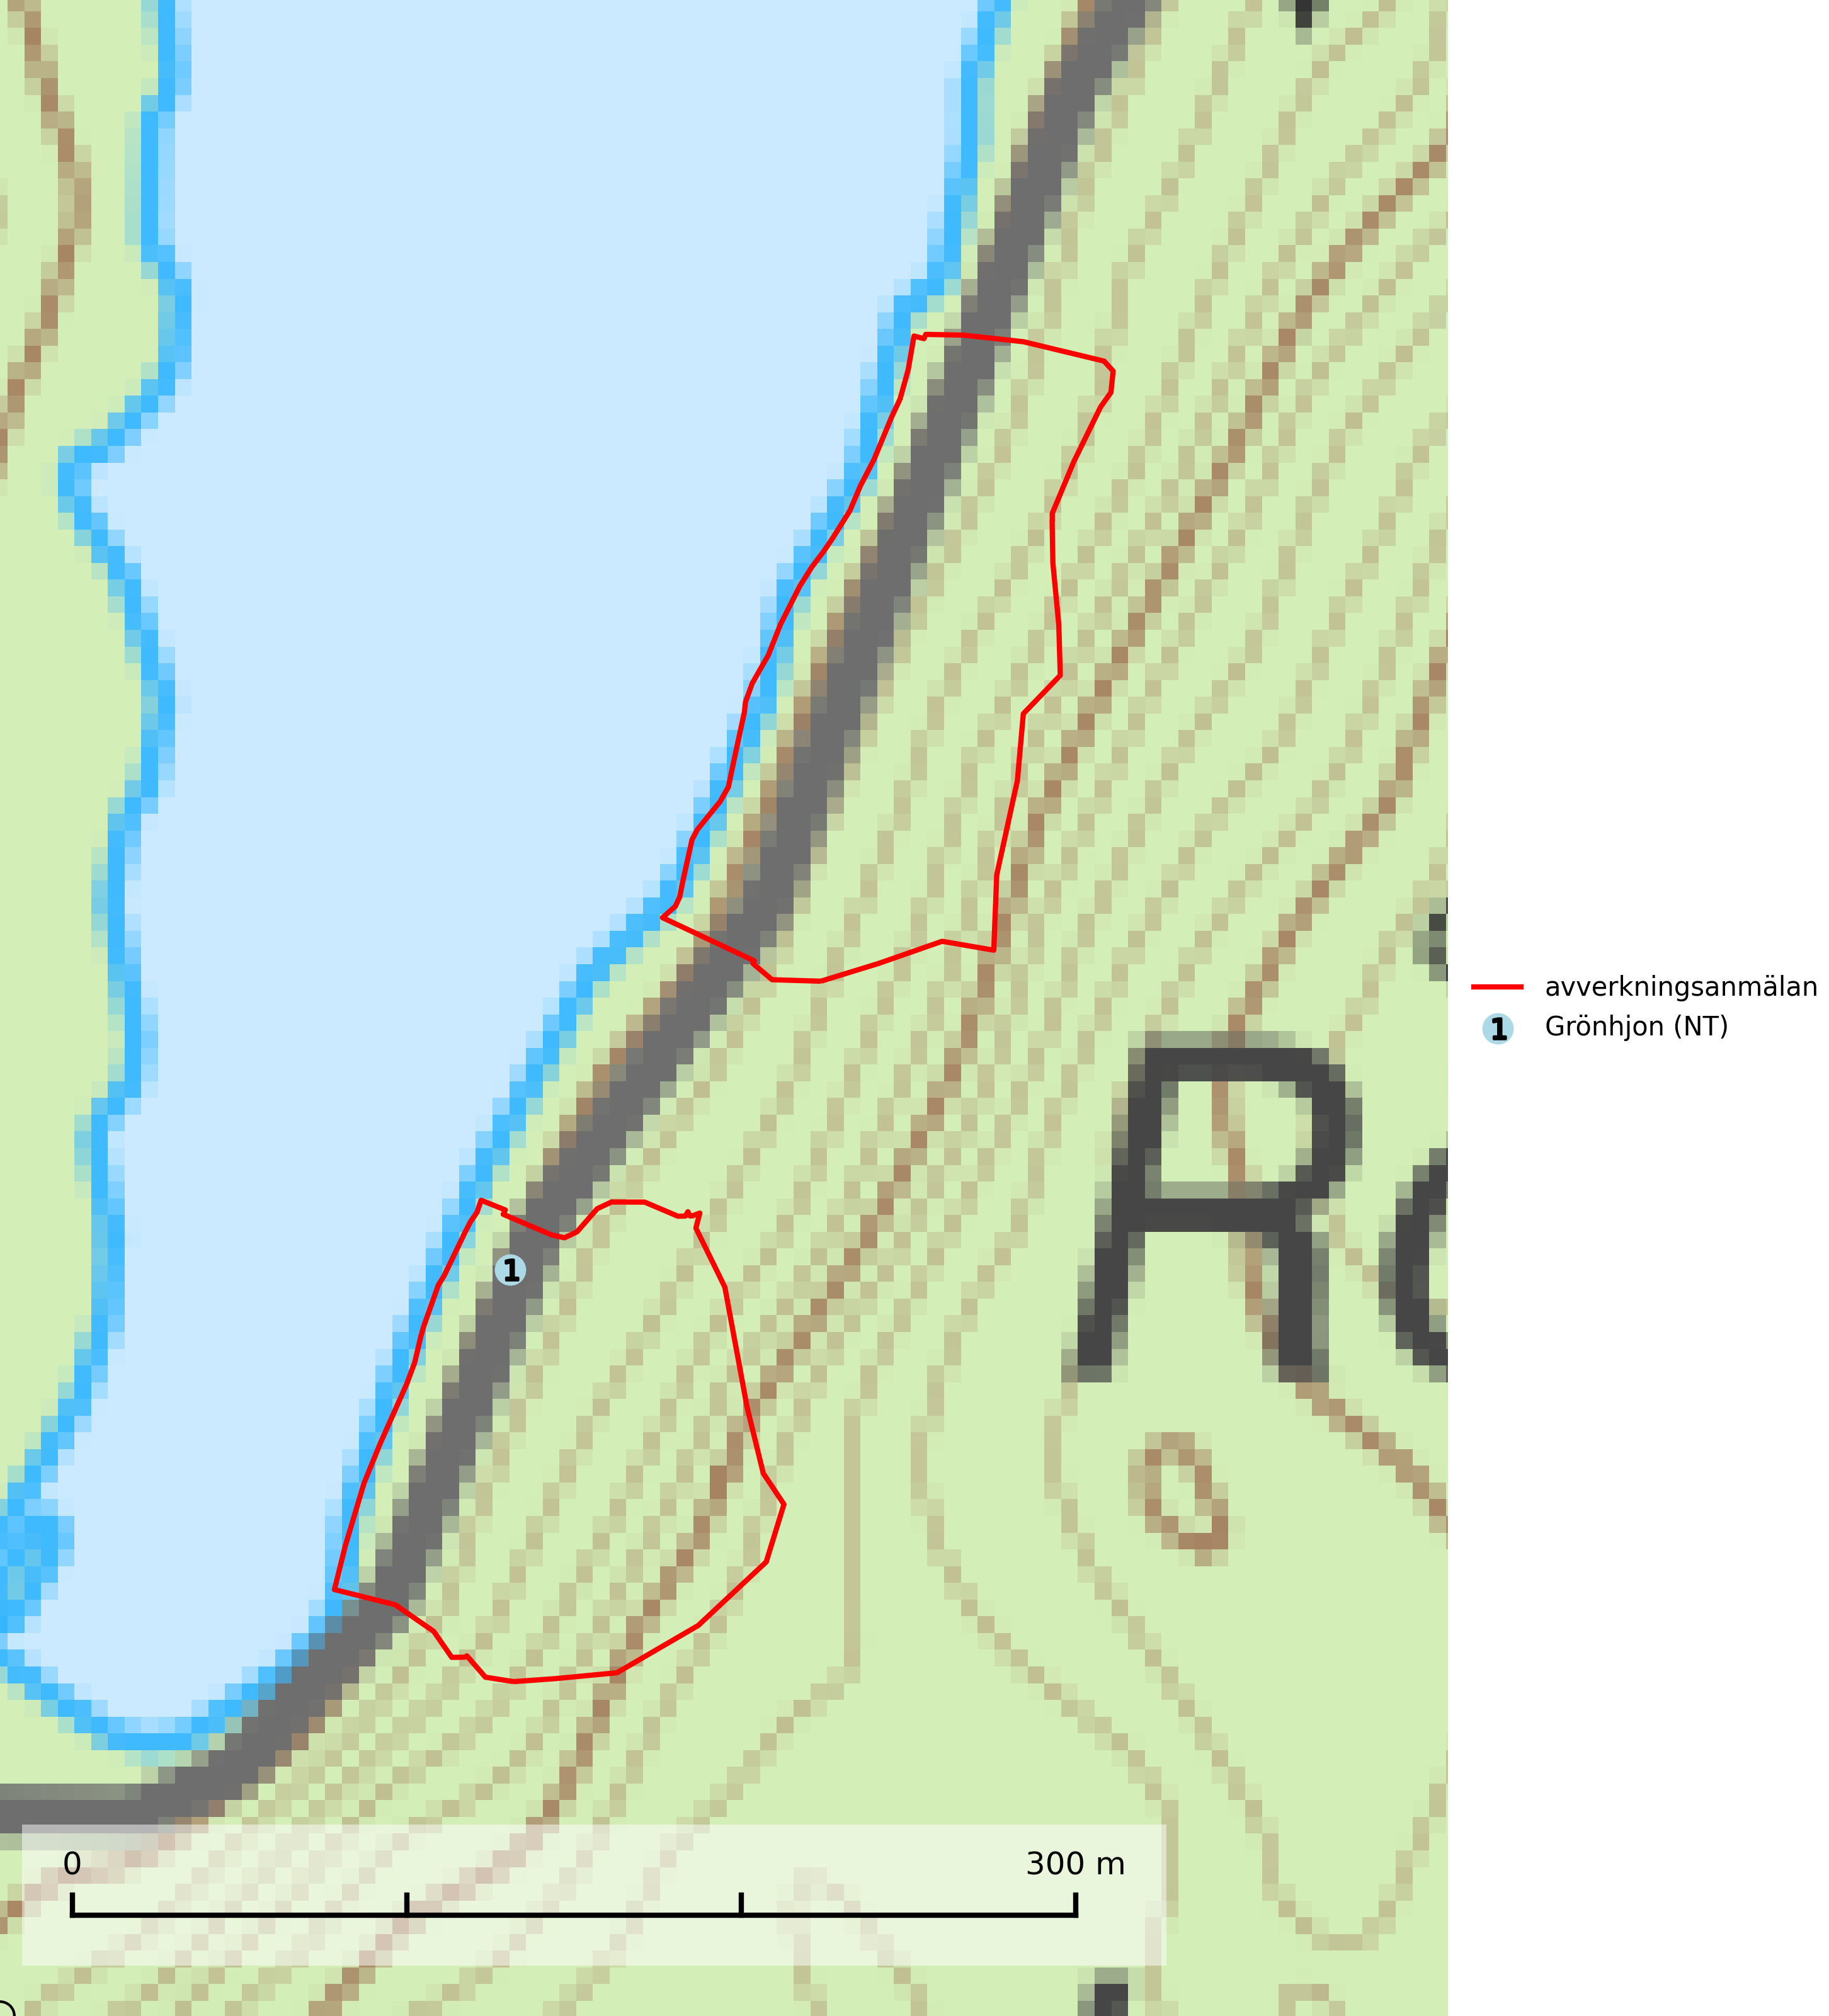 R
avverkningsanmälan
1 Grönhjon (NT)
1
0 300 m